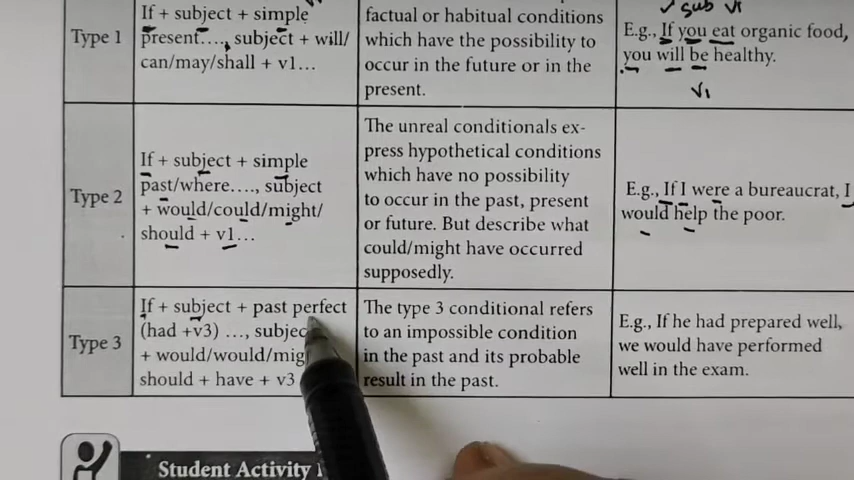 sub v1
Type 1
If + subject + simple
present…., subject + will/
can/may/shall + v1…
factual or habitual conditions
which have the possibility to
occur in the future or in the
present.
E.g., If you eat organic food,
you will be healthy.
v1
Type 2
If + subject + simple
past/where…., subject
+ would/could/might/
should + v1…
The unreal conditionals ex-
press hypothetical conditions
which have no possibility
to occur in the past, present
or future. But describe what
could/might have occurred
supposedly.
E.g., If I were a bureaucrat, I
would help the poor.
Type 3
If + subject + past perfect
(had +v3) …, subjec
+ would/would/mig
should + have + v3
The type 3 conditional refers
to an impossible condition
in the past and its probable
result in the past.
E.g., If he had prepared well,
we would have performed
well in the exam.
Student Activity